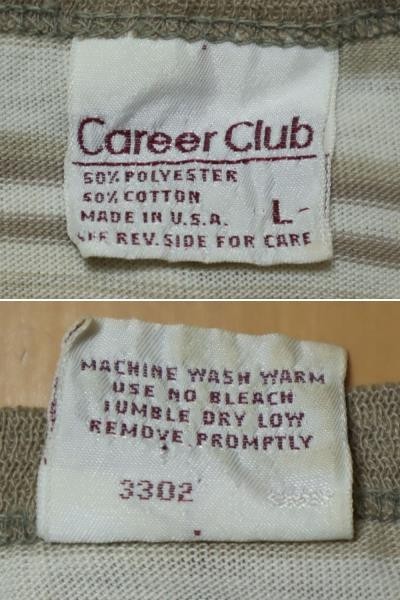 Career Club
50% POLYESTER
50% COTTON
MADE IN U.S.A.
L-
SEE REV. SIDE FOR CARE
MACHINE WASH WARM
USE NO BLEACH
TUMBLE DRY LOW
REMOVE PROMPTLY
3302